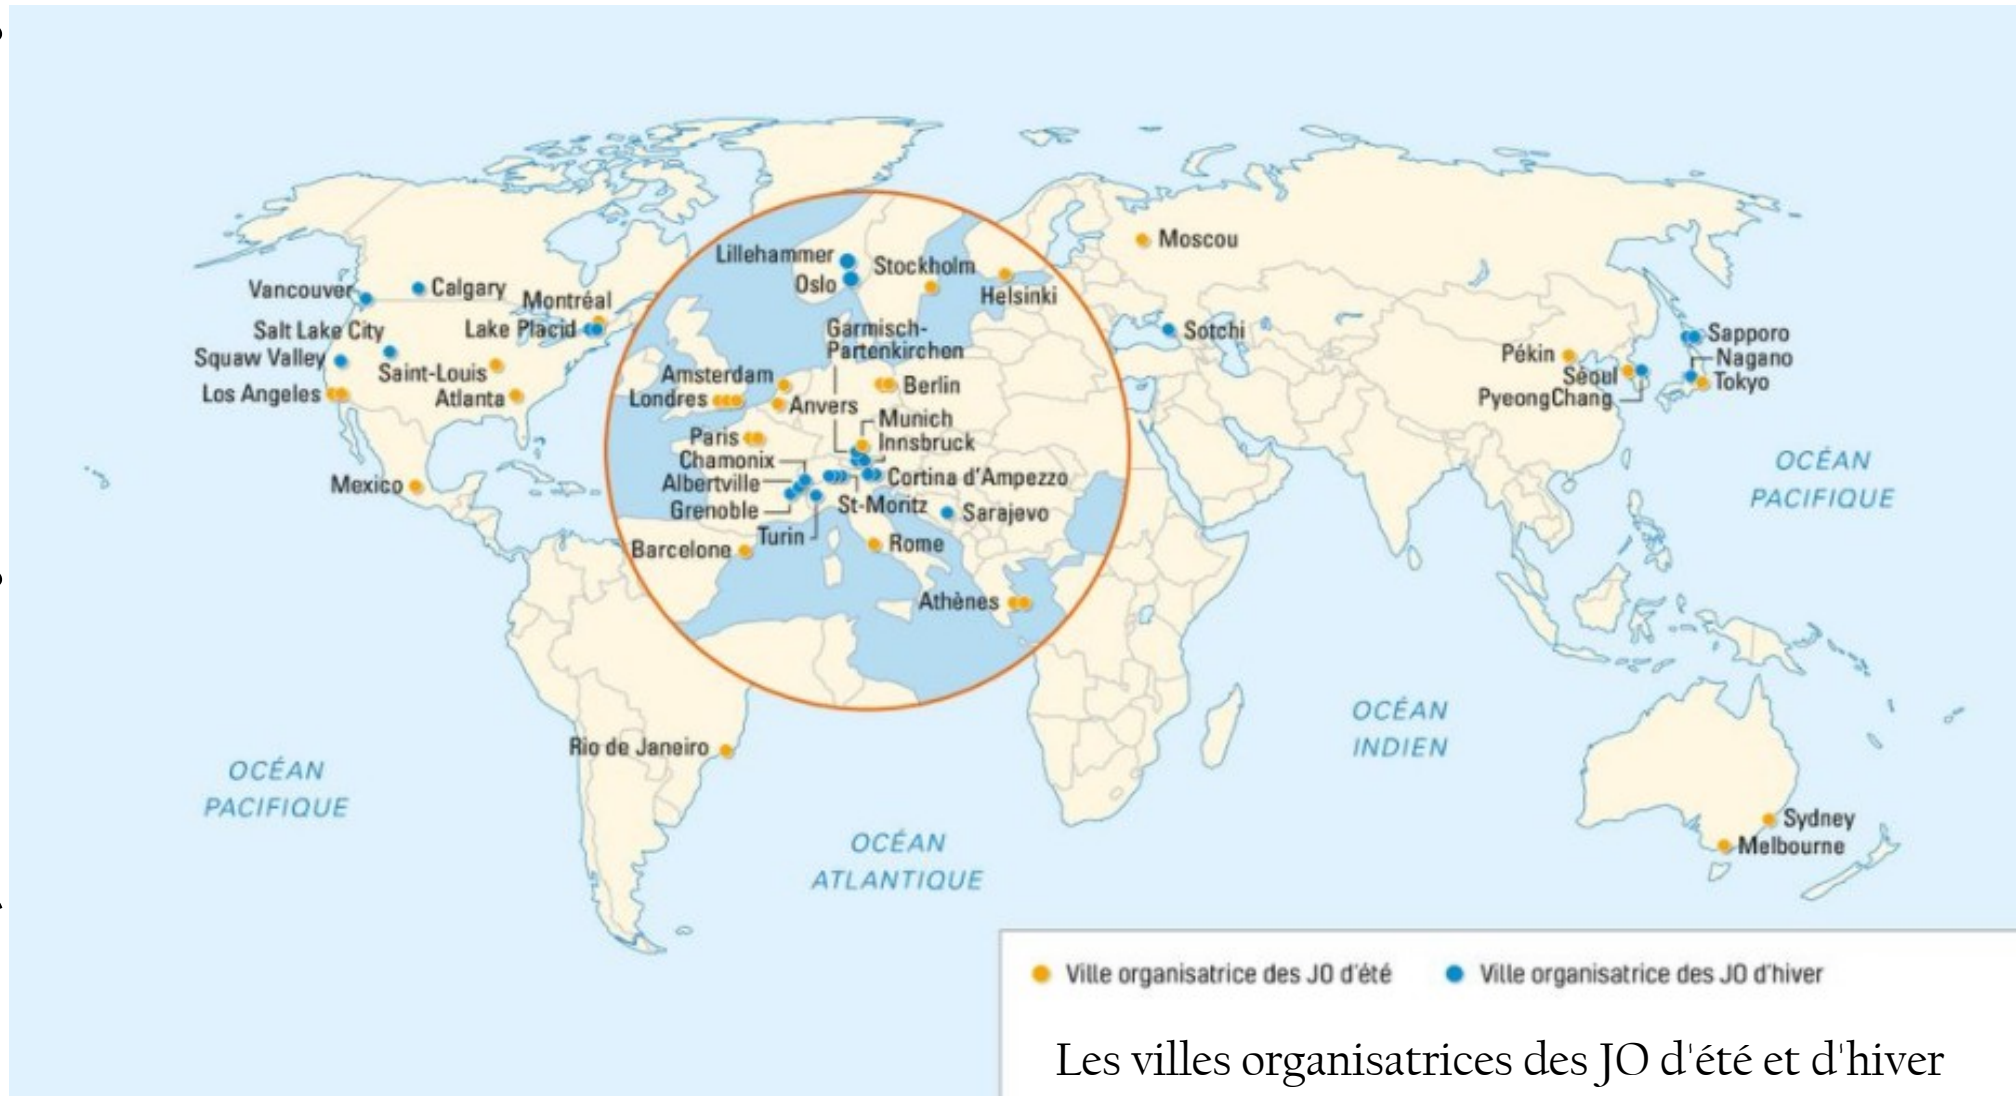 Lillehammer
Oslo
Stockholm
Helsinki
Moscou
Vancouver
Calgary
Montréal
Salt Lake City
Lake Placid
Squaw Valley
Saint-Louis
Los Angeles
Atlanta
Mexico
Garmisch-
Partenkirchen
Amsterdam
Londres
Anvers
Berlin
Munich
Innsbruck
Paris
Chamonix
Albertville
Grenoble
Cortina d'Ampezzo
St-Moritz
Sarajevo
Turin
Barcelone
Rome
Athènes
Sotchi
Pékin
Séoul
PyeongChang
Sapporo
Nagano
Tokyo
OCÉAN
PACIFIQUE
Rio de Janeiro
OCÉAN
PACIFIQUE
OCÉAN
ATLANTIQUE
OCÉAN
INDIEN
Sydney
Melbourne
Ville organisatrice des JO d'été
Ville organisatrice des JO d'hiver
Les villes organisatrices des JO d'été et d'hiver